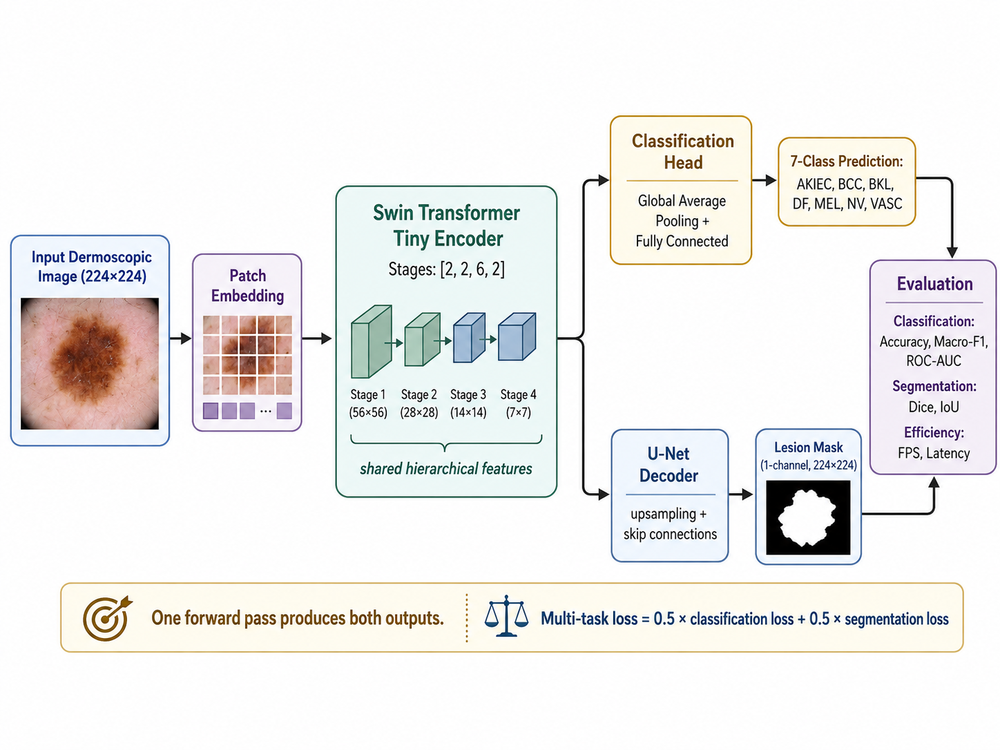 Input Dermoscopic
Image (224×224)
Patch
Embedding
...
Swin Transformer
Tiny Encoder
Stages: [2, 2, 6, 2]
Stage 1
(56×56)
Stage 2
(28×28)
Stage 3
(14×14)
Stage 4
(7×7)
shared hierarchical features
Classification
Head
Global Average
Pooling +
Fully Connected
7-Class Prediction:
AKIEC, BCC, BKL,
DF, MEL, NV, VASC
U-Net
Decoder
upsampling +
skip connections
Lesion Mask
(1-channel, 224×224)
Evaluation
Classification:
Accuracy, Macro-F1,
ROC-AUC
Segmentation:
Dice, IoU
Efficiency:
FPS, Latency
One forward pass produces both outputs.
Multi-task loss = 0.5 × classification loss + 0.5 × segmentation loss